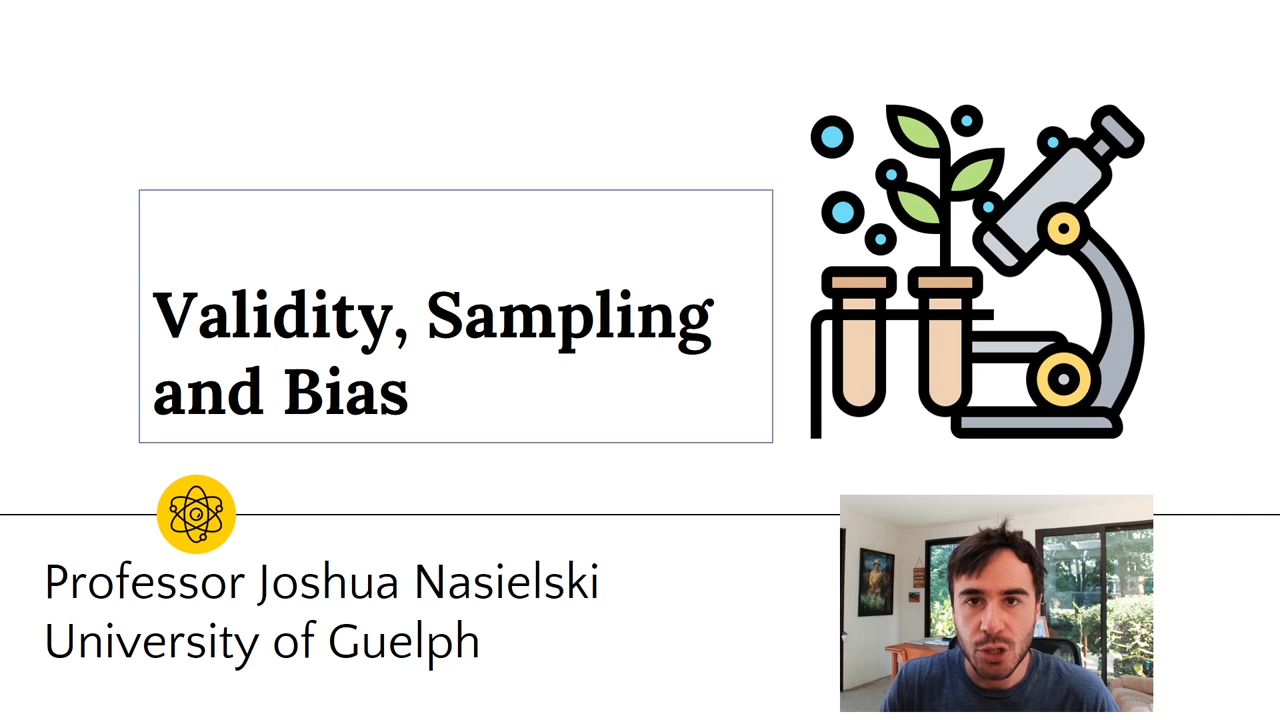 Validity, Sampling
and Bias
Professor Joshua Nasielski
University of Guelph